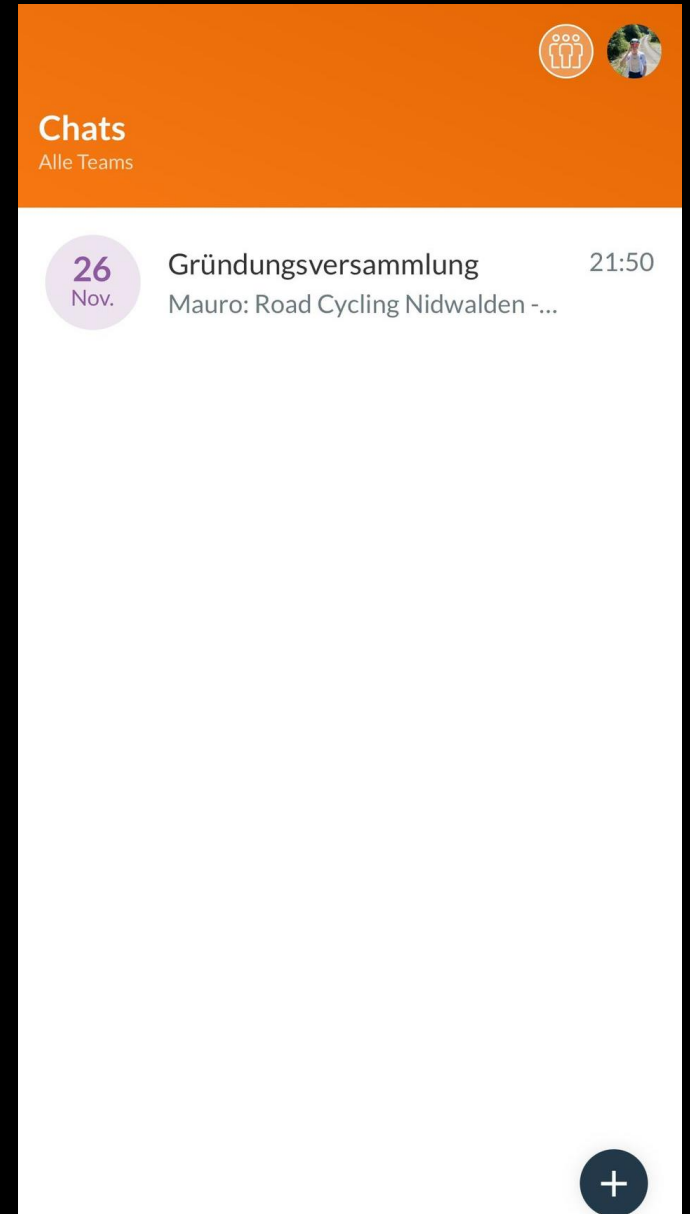 Chats
Alle Teams
26
Nov.
Gründungsversammlung
21:50
Mauro: Road Cycling Nidwalden -...